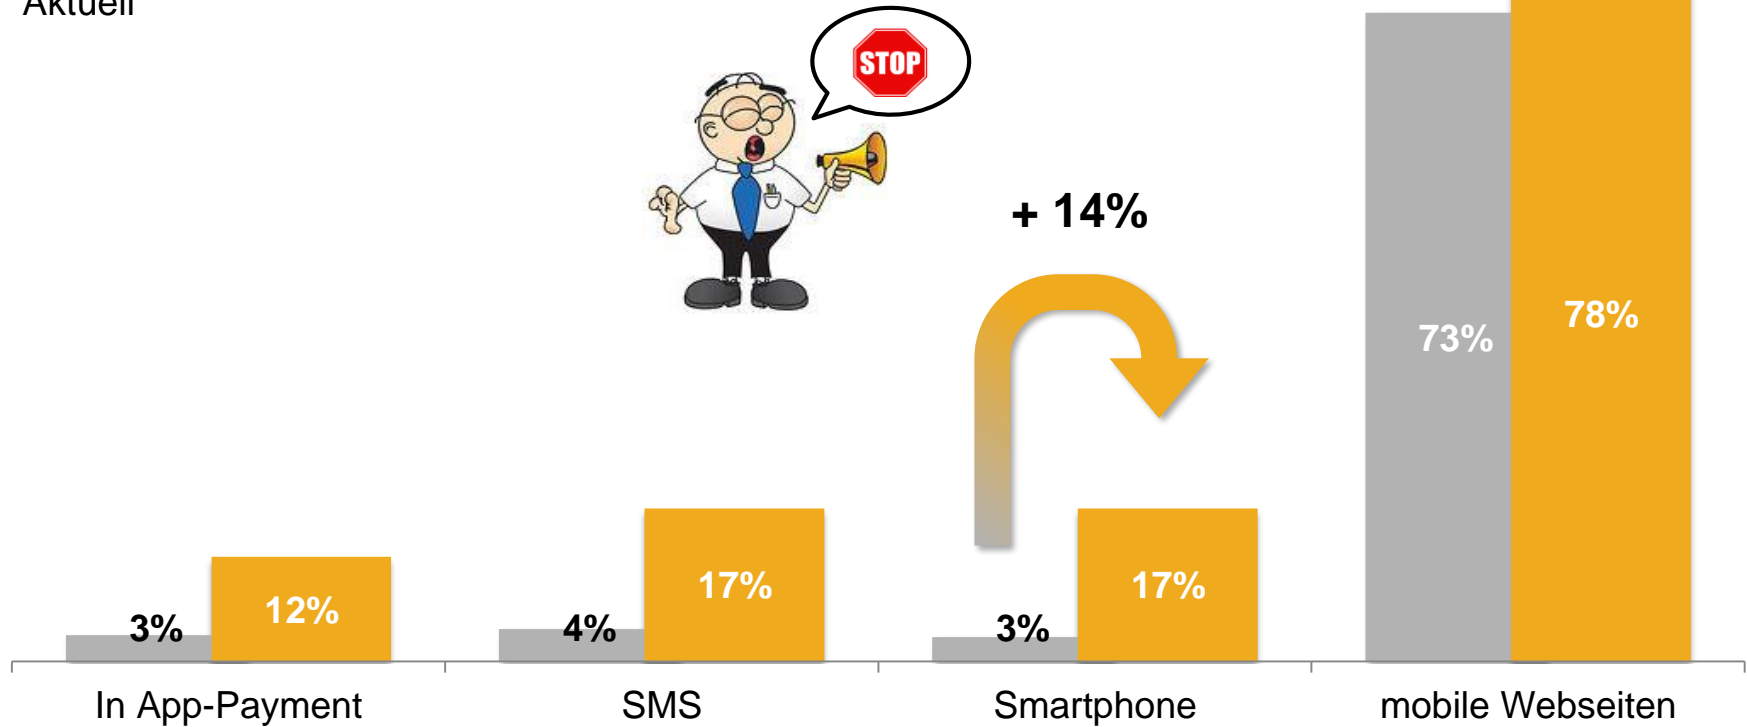 Aktuell
STOP
+ 14%
78%
73%
17%
17%
12%
3%
4%
3%
In App-Payment
SMS
Smartphone
mobile Webseiten